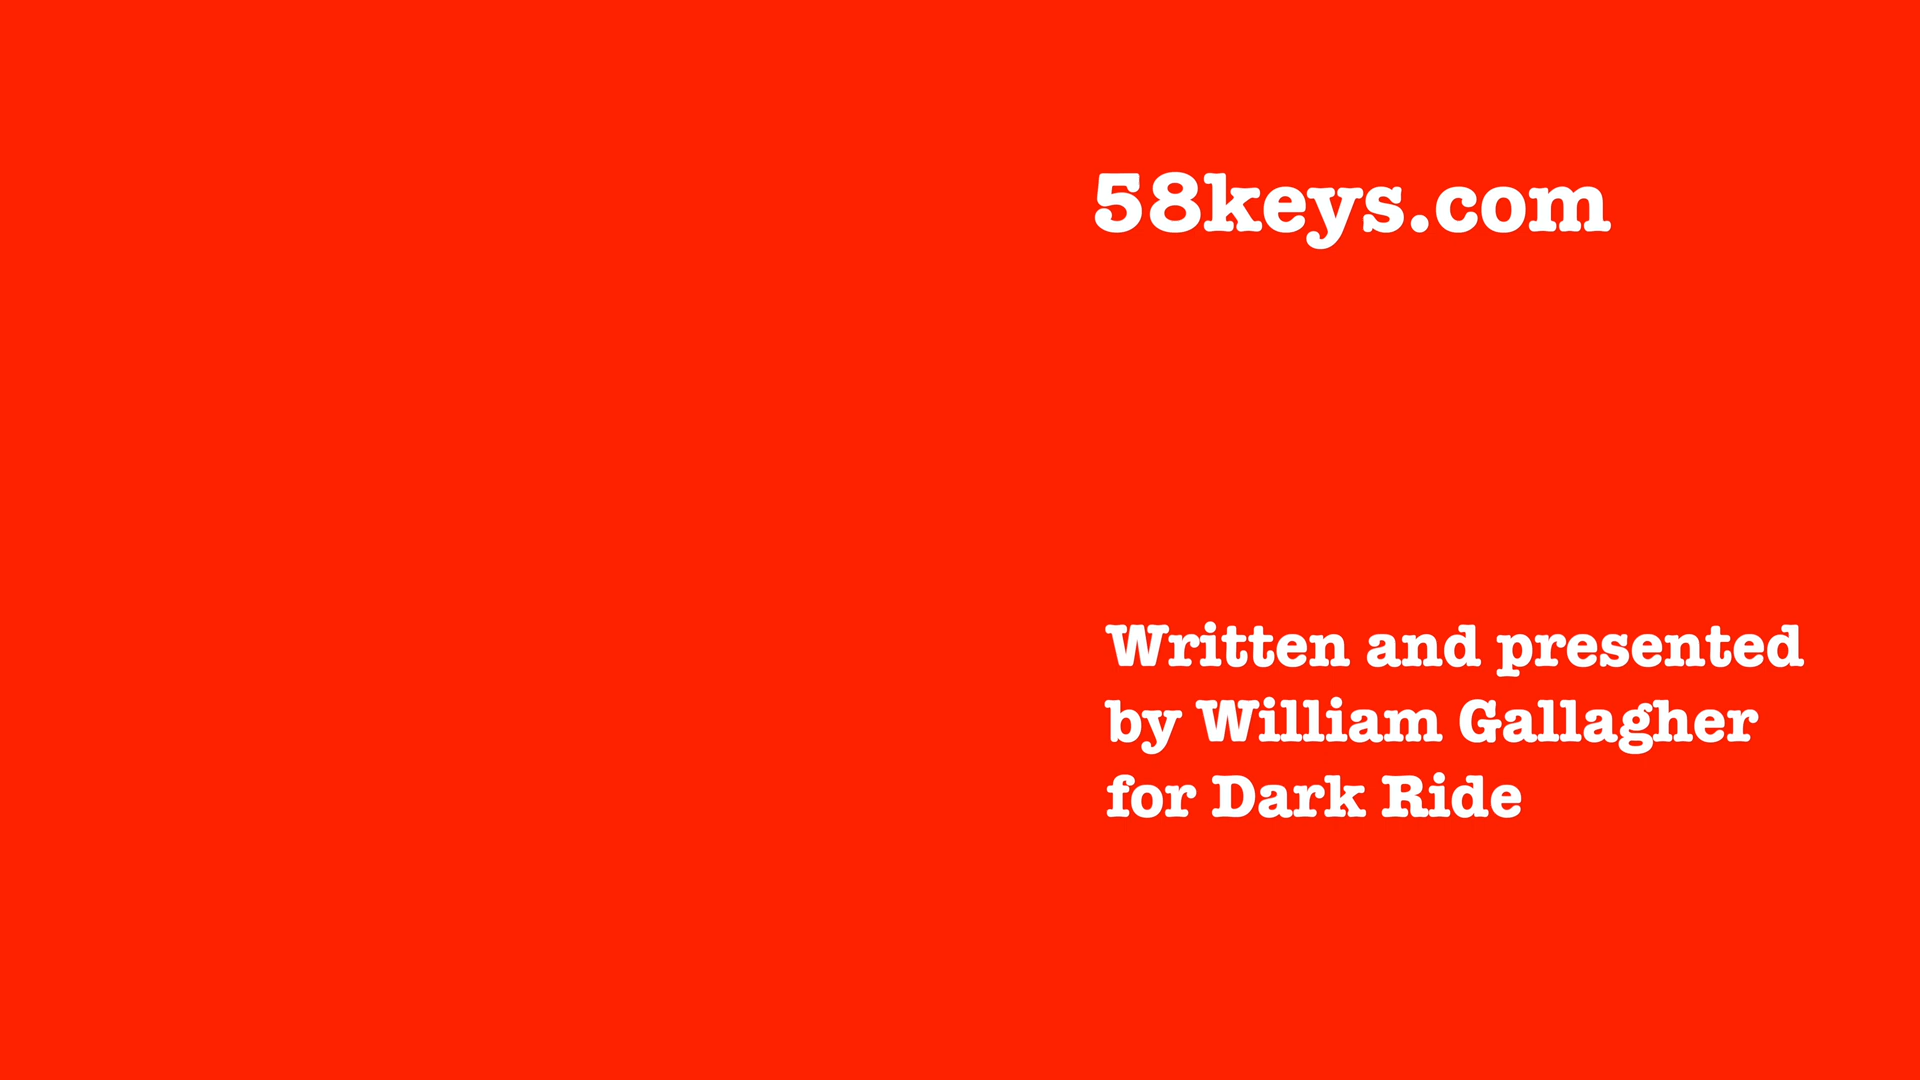 58keys.com
Written and presented
by William Gallagher
for Dark Ride